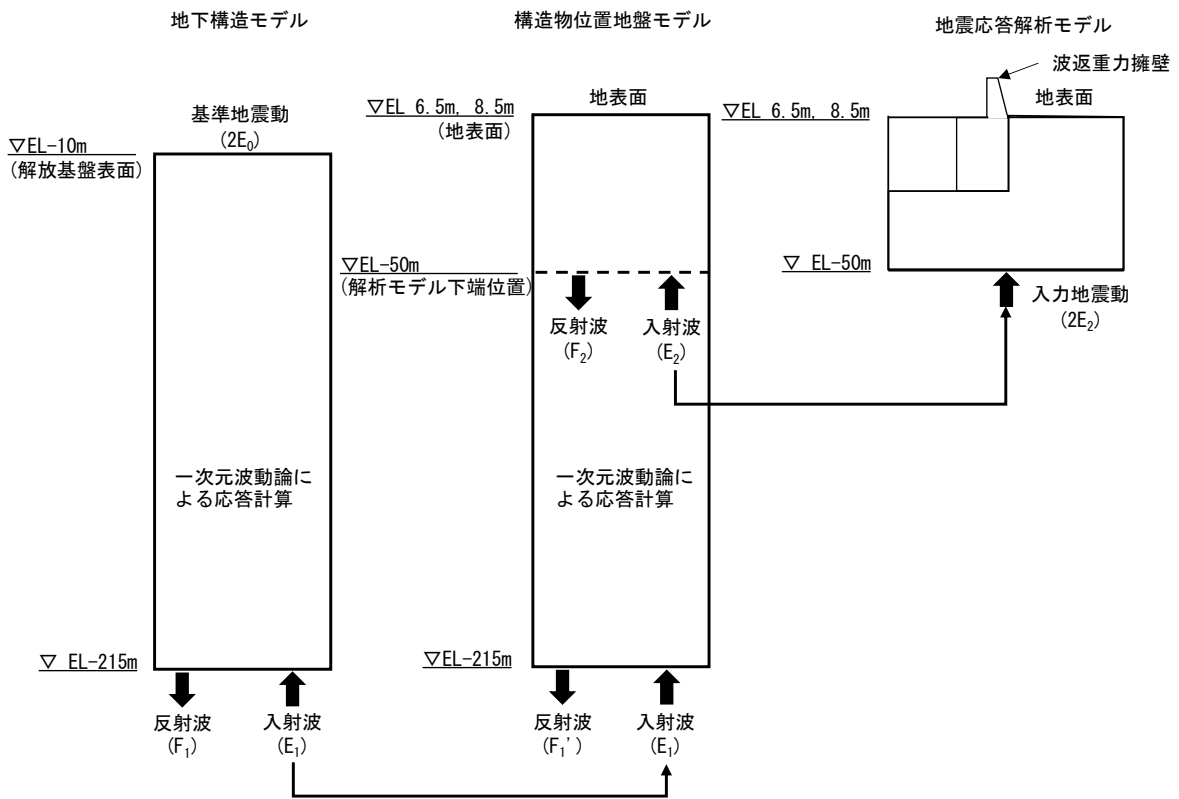 地下構造モデル
基準地震動
(2E₀)
▽EL-10m
(解放基盤表面)
一次元波動論に
よる応答計算
▽ EL-215m
反射波
(F₁)
入射波
(E₁)
構造物位置地盤モデル
▽EL 6.5m, 8.5m
(地表面)
地表面
▽EL-50m
(解析モデル下端位置)
反射波
(F₂)
入射波
(E₂)
一次元波動論に
よる応答計算
▽EL-215m
反射波
(F₁')
入射波
(E₁)
地震応答解析モデル
波返重力擁壁
▽EL 6.5m, 8.5m
地表面
▽ EL-50m
入力地震動
(2E₂)